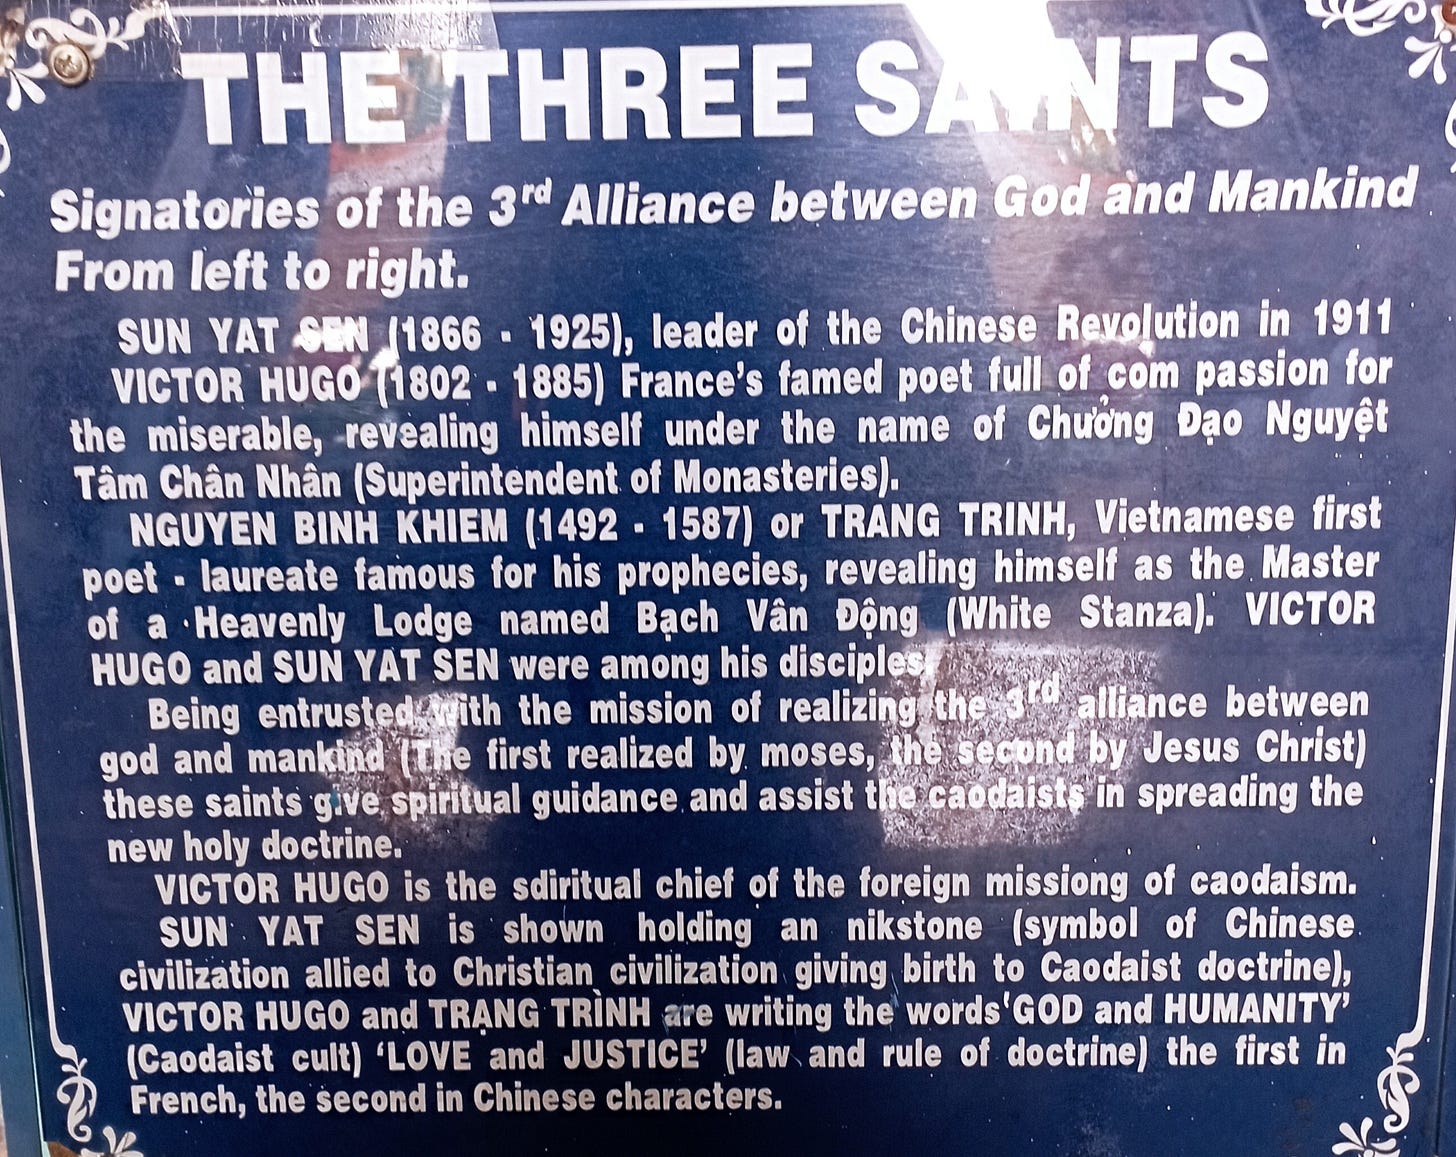 THE THREE SAINTS
Signatories of the 3rd Alliance between God and Mankind
From left to right.
SUN YAT SEN (1866 - 1925), leader of the Chinese Revolution in 1911
VICTOR HUGO (1802 - 1885) France's famed poet full of com passion for
the miserable, revealing himself under the name of Chưởng Đạo Nguyệt
Tâm Chân Nhân (Superintendent of Monasteries).
NGUYEN BINH KHIEM (1492 - 1587) or TRANG TRINH, Vietnamese first
poet - laureate famous for his prophecies, revealing himself as the Master
of a Heavenly Lodge named Bạch Vân Động (White Stanza). VICTOR
HUGO and SUN YAT SEN were among his disciples.
Being entrusted with the mission of realizing the 3rd alliance between
god and mankind (The first realized by moses, the second by Jesus Christ)
these saints give spiritual guidance and assist the caodaists in spreading the
new holy doctrine.
VICTOR HUGO is the sdiritual chief of the foreign missiong of caodaism.
SUN YAT SEN is shown holding an nikstone (symbol of Chinese
civilization allied to Christian civilization giving birth to Caodaist doctrine),
VICTOR HUGO and TRẠNG TRÌNH are writing the words 'GOD and HUMANITY'
(Caodaist cult) 'LOVE and JUSTICE' (law and rule of doctrine) the first in
French, the second in Chinese characters.